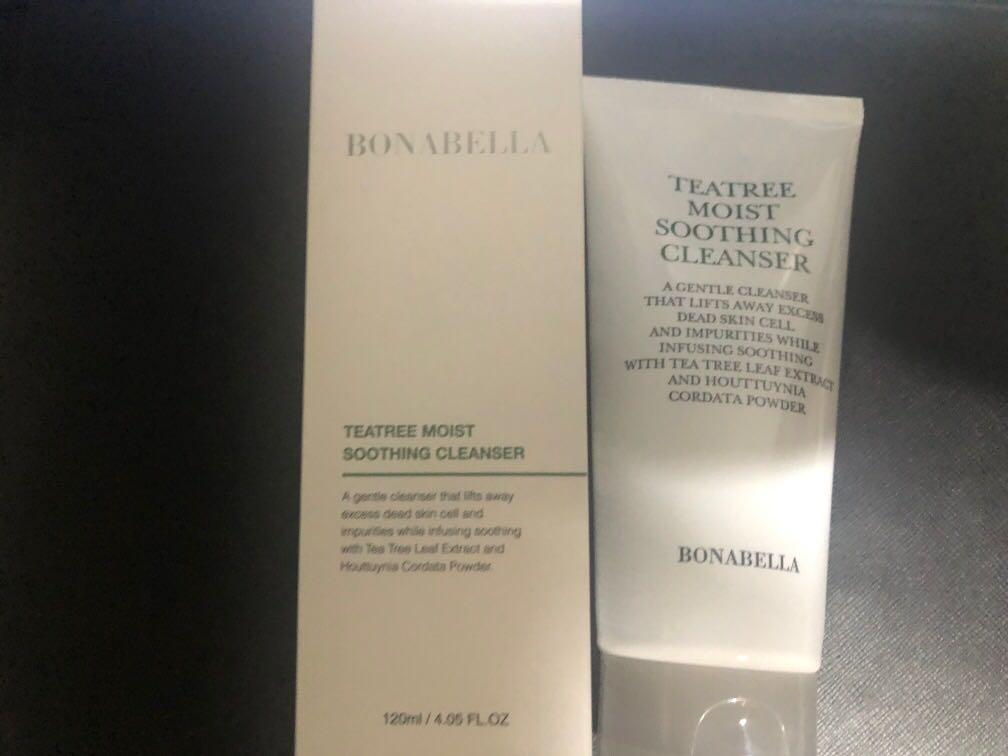 BONABELLA
TEATREE MOIST
SOOTHING CLEANSER
A gentle cleanser that lifts away
excess dead skin cell and
impurities while infusing soothing
with Tea Tree Leaf Extract and
Houttuynia Cordata Powder.
120ml / 4.05 FL.OZ
TEATREE
MOIST
SOOTHING
CLEANSER
A GENTLE CLEANSER
THAT LIFTS AWAY EXCESS
DEAD SKIN CELL
AND IMPURITIES WHILE
INFUSING SOOTHING
WITH TEA TREE LEAF EXTRACT
AND HOUTTUYNIA
CORDATA POWDER
BONABELLA